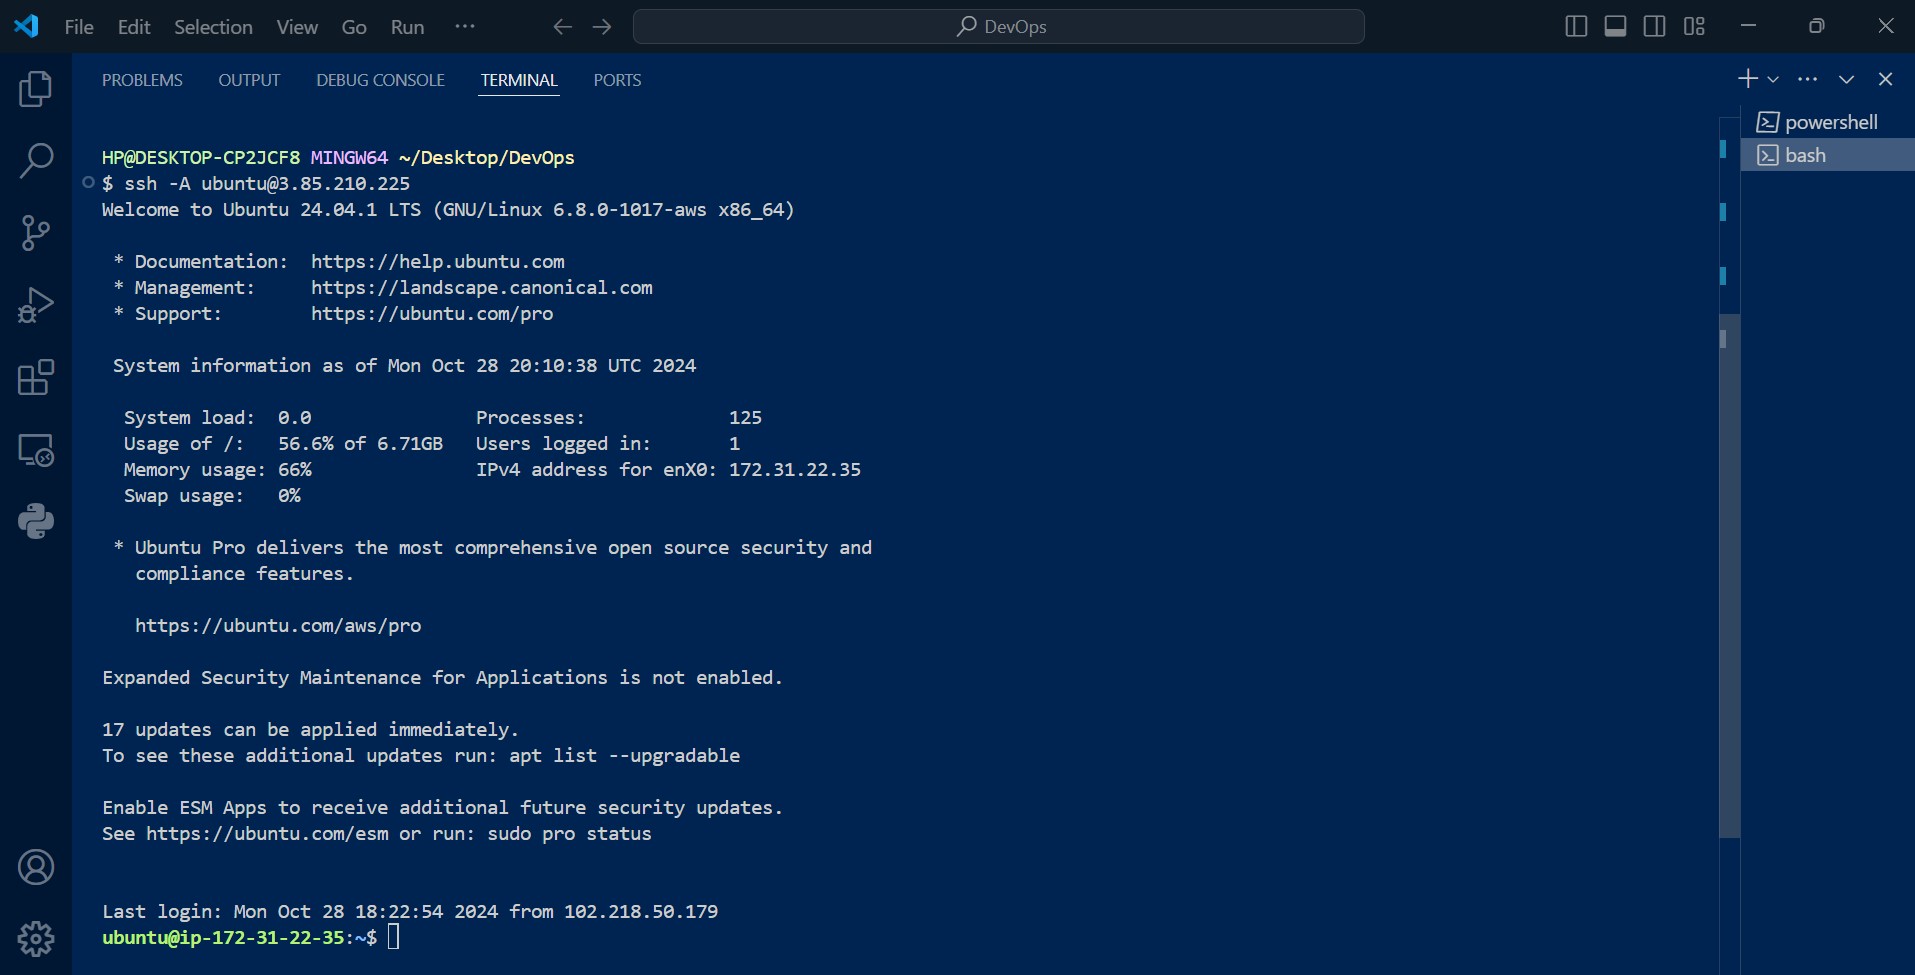 File Edit Selection View Go Run ···
DevOps
PROBLEMS OUTPUT DEBUG CONSOLE TERMINAL PORTS
powershell
bash
HP@DESKTOP-CP2JCF8 MINGW64 ~/Desktop/DevOps
$ ssh -A ubuntu@3.85.210.225
Welcome to Ubuntu 24.04.1 LTS (GNU/Linux 6.8.0-1017-aws x86_64)
* Documentation: https://help.ubuntu.com
* Management: https://landscape.canonical.com
* Support: https://ubuntu.com/pro
System information as of Mon Oct 28 20:10:38 UTC 2024
System load: 0.0 Processes: 125
Usage of /: 56.6% of 6.71GB Users logged in: 1
Memory usage: 66% IPv4 address for enX0: 172.31.22.35
Swap usage: 0%
* Ubuntu Pro delivers the most comprehensive open source security and
compliance features.
https://ubuntu.com/aws/pro
Expanded Security Maintenance for Applications is not enabled.
17 updates can be applied immediately.
To see these additional updates run: apt list --upgradable
Enable ESM Apps to receive additional future security updates.
See https://ubuntu.com/esm or run: sudo pro status
Last login: Mon Oct 28 18:22:54 2024 from 102.218.50.179
ubuntu@ip-172-31-22-35:~$